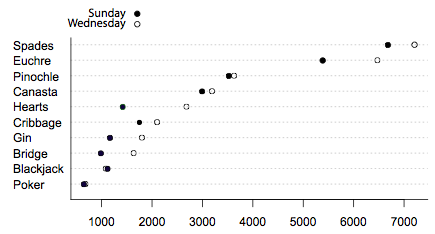 Sunday
Wednesday
Spades
Euchre
Pinochle
Canasta
Hearts
Cribbage
Gin
Bridge
Blackjack
Poker
1000 2000 3000 4000 5000 6000 7000